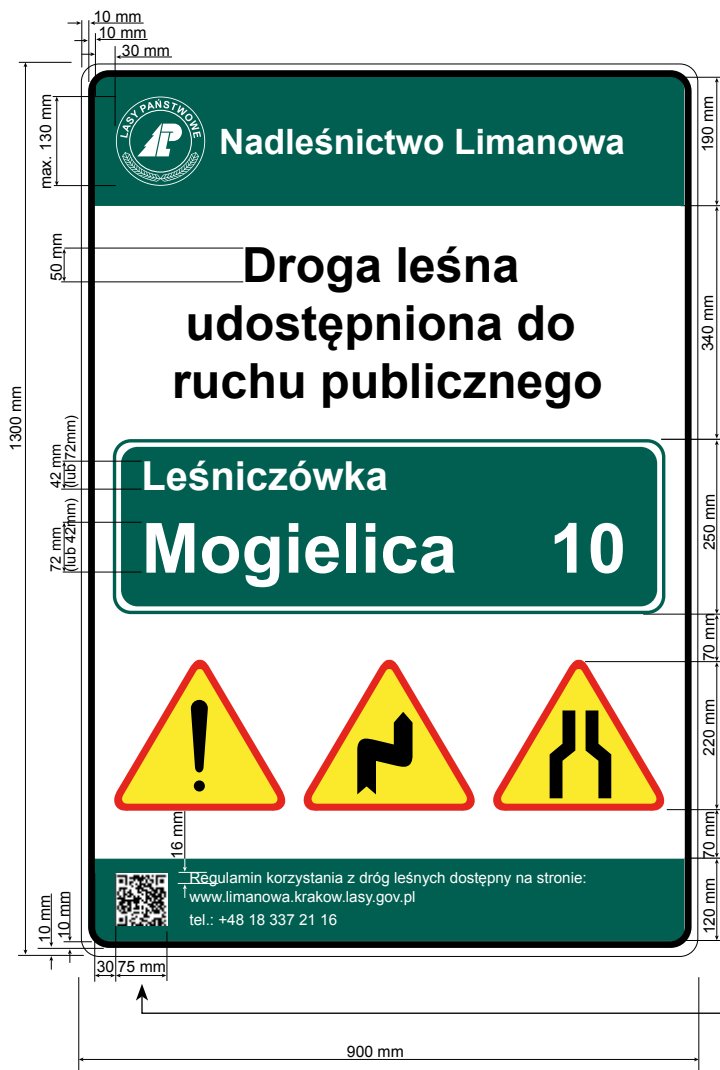 10 mm
10 mm
30 mm
1300 mm
max. 130 mm
190 mm
LASY PAŃSTWOWE
Nadleśnictwo Limanowa
50 mm
340 mm
Droga leśna
udostępniona do
ruchu publicznego
42 mm
(lub 72mm)
72 mm
(lub 42mm)
250 mm
Leśniczówka
Mogielica 10
70 mm
220 mm
70 mm
16 mm
120 mm
Regulamin korzystania z dróg leśnych dostępny na stronie:
www.limanowa.krakow.lasy.gov.pl
tel.: +48 18 337 21 16
10 mm
10 mm
30
75 mm
900 mm